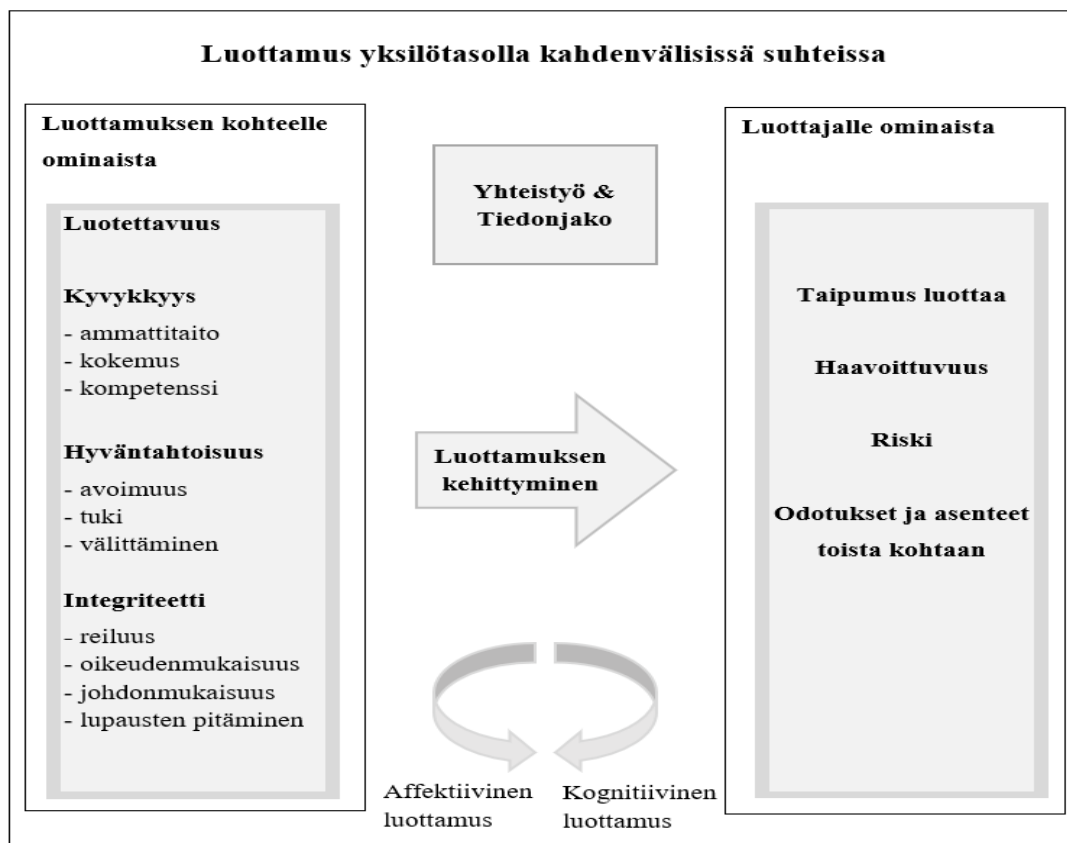 Luottamus yksilötasolla kahdenvälisissä suhteissa
Luottamuksen kohteelle
ominaista
Luotettavuus
Kyvykkyys
- ammattitaito
- kokemus
- kompetenssi
Hyväntahtoisuus
- avoimuus
- tuki
- välittäminen
Integriteetti
- reiluus
- oikeudenmukaisuus
- johdonmukaisuus
- lupausten pitäminen
Yhteistyö &
Tiedonjako
Luottamuksen
kehittyminen
Affektiivinen
luottamus
Kognitiivinen
luottamus
Luottajalle ominaista
Taipumus luottaa
Haavoittuvuus
Riski
Odotukset ja asenteet
toista kohtaan